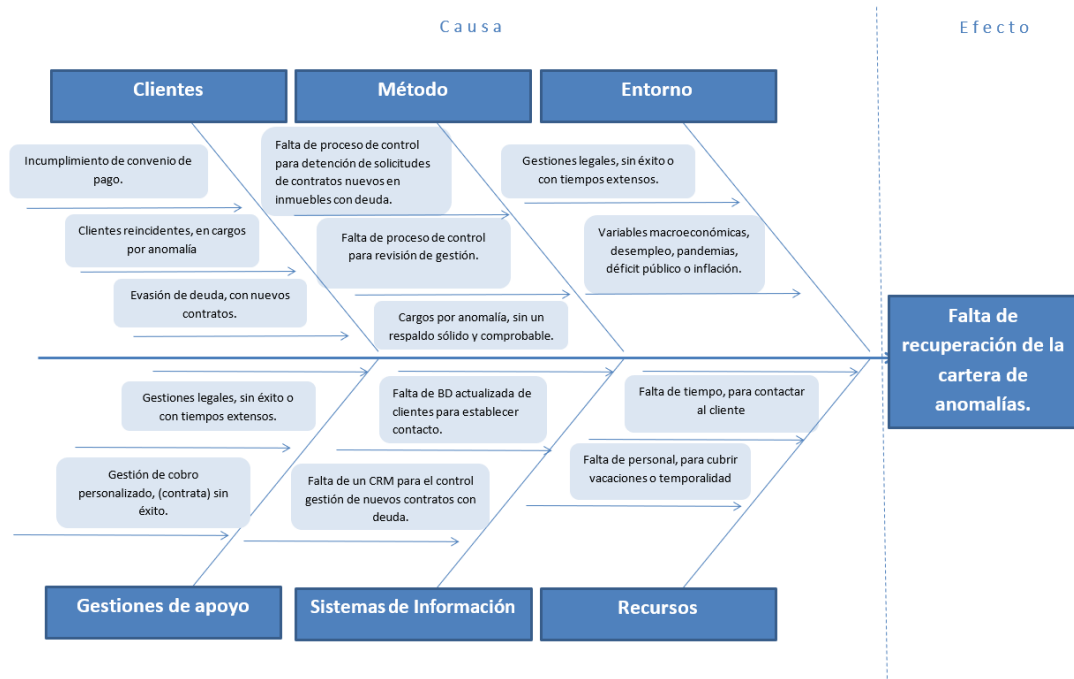 Causa
Efecto
Clientes
Método
Entorno
Incumplimiento de convenio de
pago.
Clientes reincidentes, en cargos
por anomalía
Evasión de deuda, con nuevos
contratos.
Falta de proceso de control
para detención de solicitudes
de contratos nuevos en
inmuebles con deuda.
Falta de proceso de control
para revisión de gestión.
Cargos por anomalía, sin un
respaldo sólido y comprobable.
Gestiones legales, sin éxito o
con tiempos extensos.
Variables macroeconómicas,
desempleo, pandemias,
déficit público o inflación.
Falta de
recuperación de la
cartera de
anomalías.
Gestiones legales, sin éxito o
con tiempos extensos.
Gestión de cobro
personalizado, (contrata) sin
éxito.
Falta de BD actualizada de
clientes para establecer
contacto.
Falta de un CRM para el control
gestión de nuevos contratos con
deuda.
Falta de tiempo, para contactar
al cliente
Falta de personal, para cubrir
vacaciones o temporalidad
Gestiones de apoyo
Sistemas de Información
Recursos